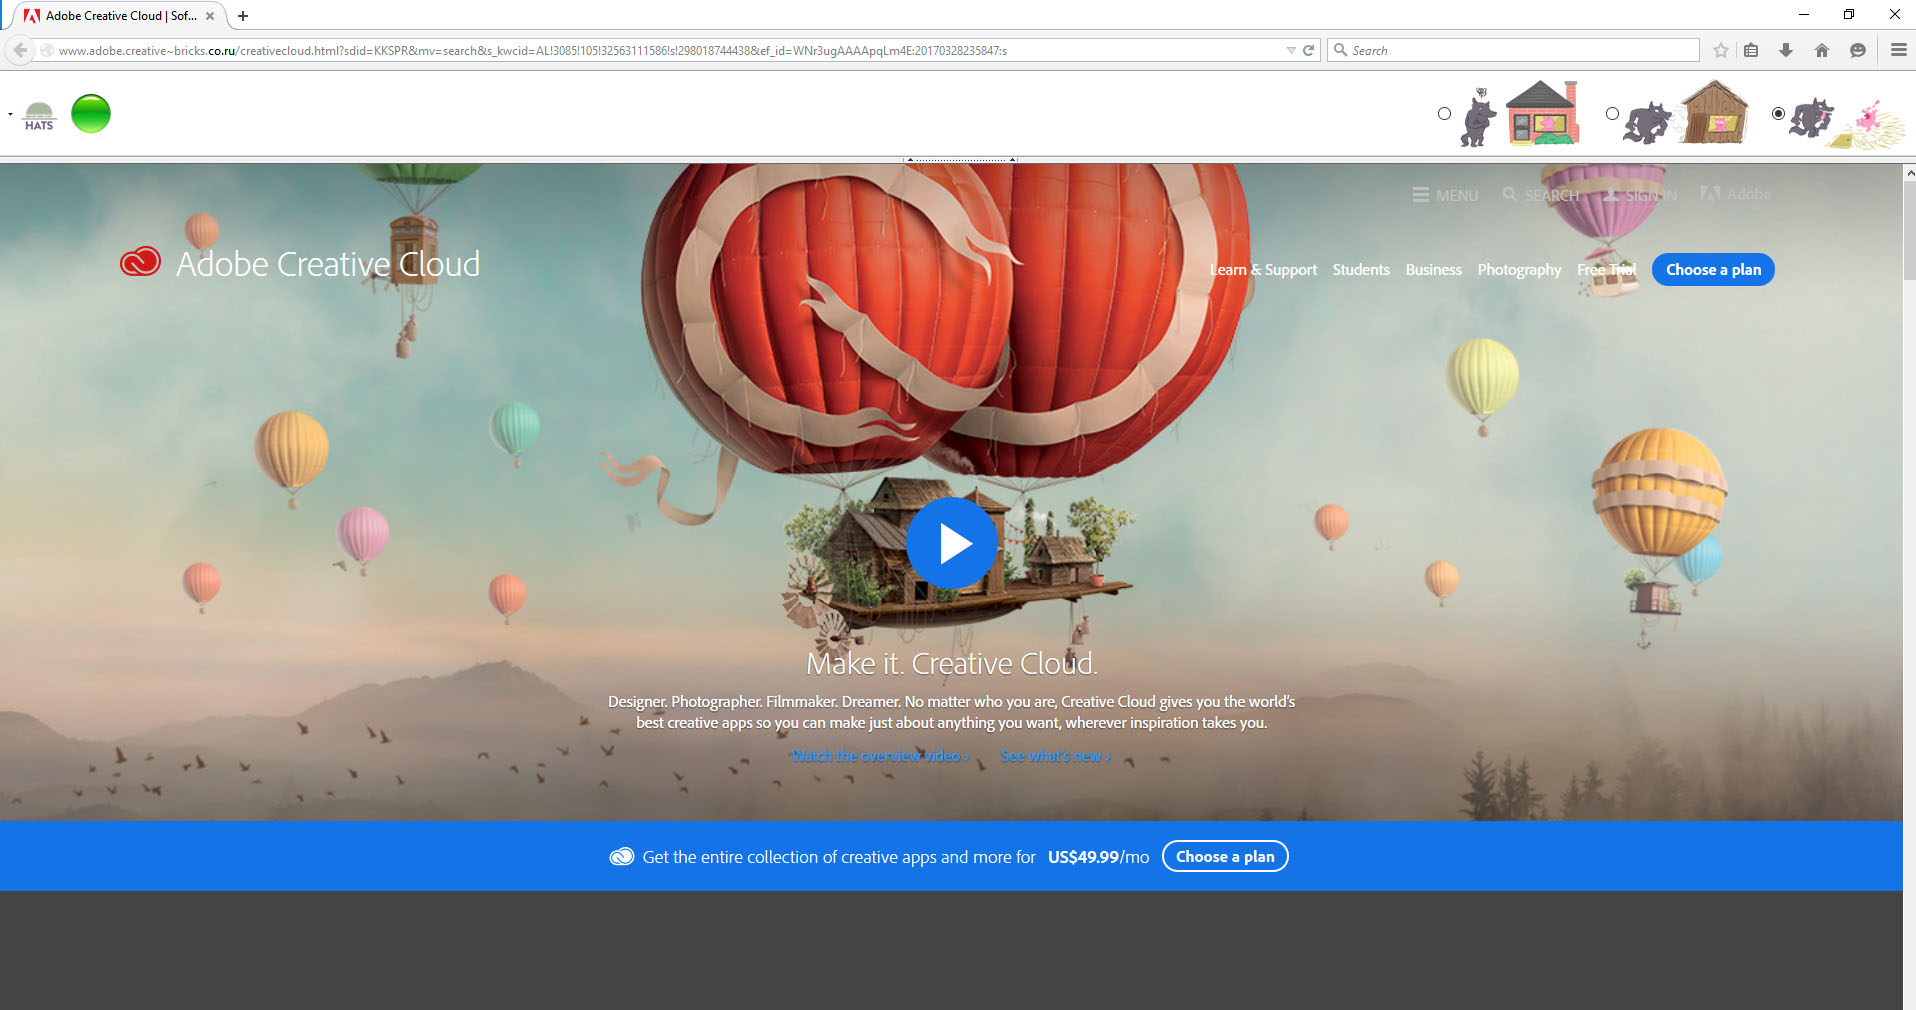 Adobe Creative Cloud | Sof...
www.adobe.creative~bricks.co.ru/creativecloud.html?sdid=KKSPR&mv=search&s_kwcid=AL!3085!105!32563111586!s!298018744438&ef_id=WNr3ugAAAApqLm4E:20170328235847:s
Search
HATS
MENU SEARCH SIGN IN Adobe
Adobe Creative Cloud
Learn & Support Students Business Photography Free Trial Choose a plan
Make it. Creative Cloud.
Designer. Photographer. Filmmaker. Dreamer. No matter who you are, Creative Cloud gives you the world's
best creative apps so you can make just about anything you want, wherever inspiration takes you.
Watch the overview video › See what's new ›
Get the entire collection of creative apps and more for US$49.99/mo Choose a plan